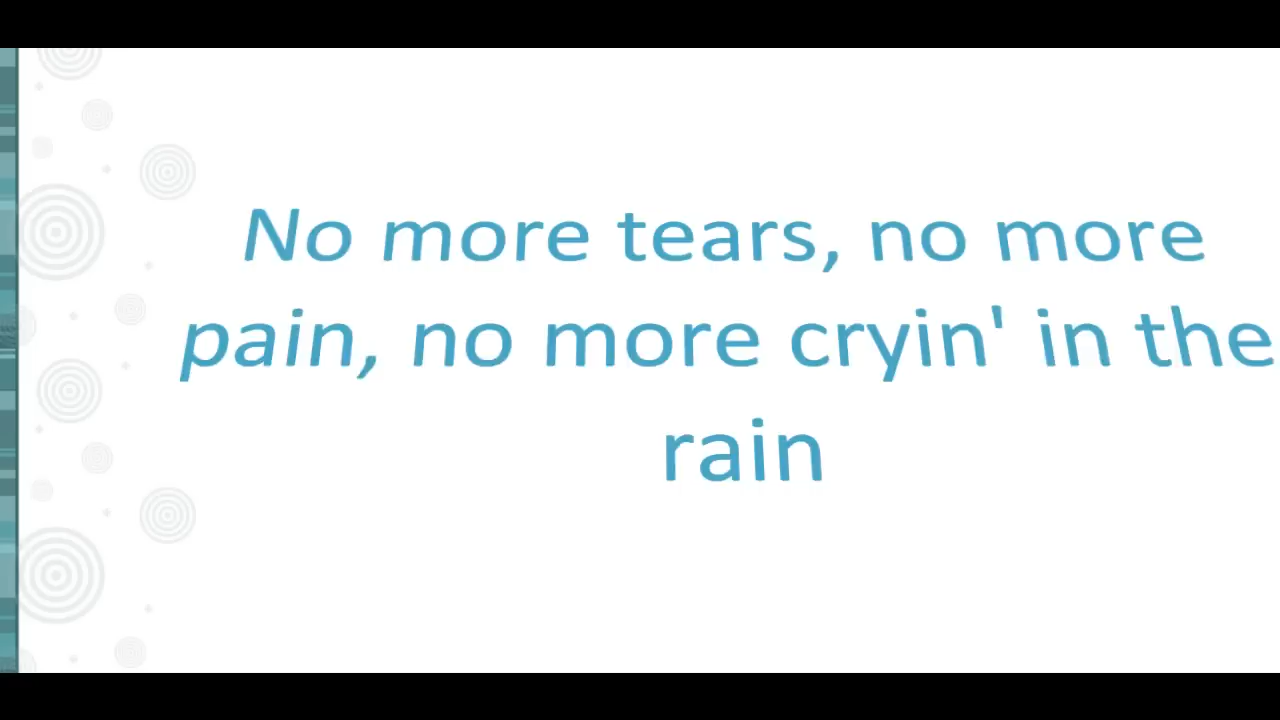 No more tears, no more
pain, no more cryin' in the
rain